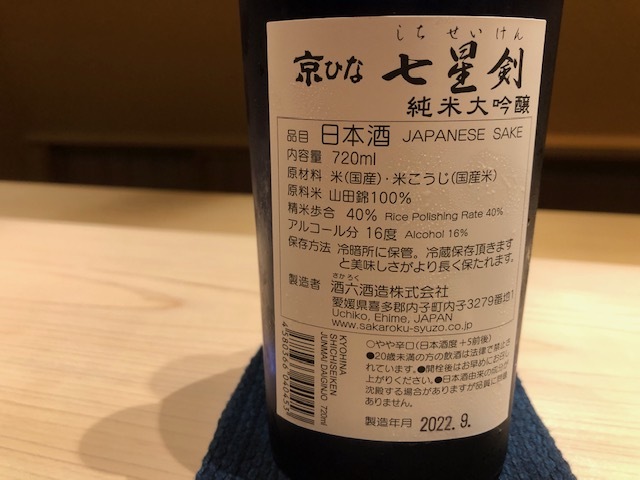 しちせいけん
京ひな 七星剣
純米大吟醸
品目 日本酒 JAPANESE SAKE
内容量 720ml
原材料 米(国産)・米こうじ(国産米)
原料米 山田錦100%
精米歩合 40% Rice Polishing Rate 40%
アルコール分 16度 Alcohol 16%
保存方法 冷暗所に保管。冷蔵保存頂きます
と美味しさがより長く保たれます。
さかろく
製造者 酒六酒造株式会社
愛媛県喜多郡内子町内子3279番地1
Uchiko, Ehime, JAPAN
www.sakaroku-syuzo.co.jp
○やや辛口(日本酒度 +5前後)
●20歳未満の方の飲酒は法律で禁止さ
れています。●開栓後はお早めにお召し
上がりください。●日本酒由来の成分が
沈殿する場合がありますが品質に問題
ありません。
製造年月 2022.9.
KYOHINA
SHICHISEIKEN
JUNMAI DAIGINJO 720ml
4580366040453